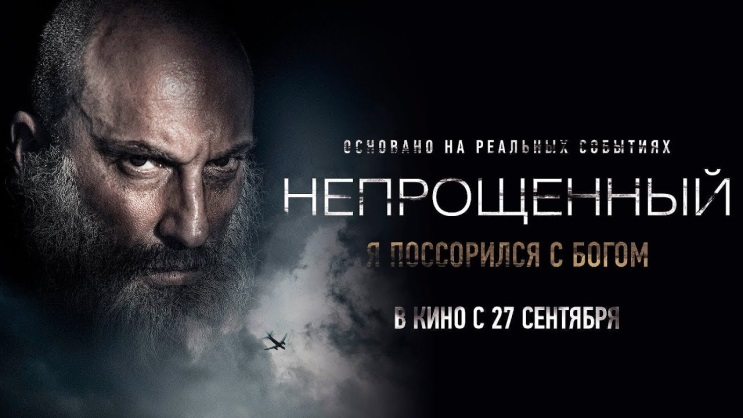 ОСНОВАНО НА РЕАЛЬНЫХ СОБЫТИЯХ
НЕПРОЩЕННЫЙ
Я ПОССОРИЛСЯ С БОГОМ
В КИНО С 27 СЕНТЯБРЯ